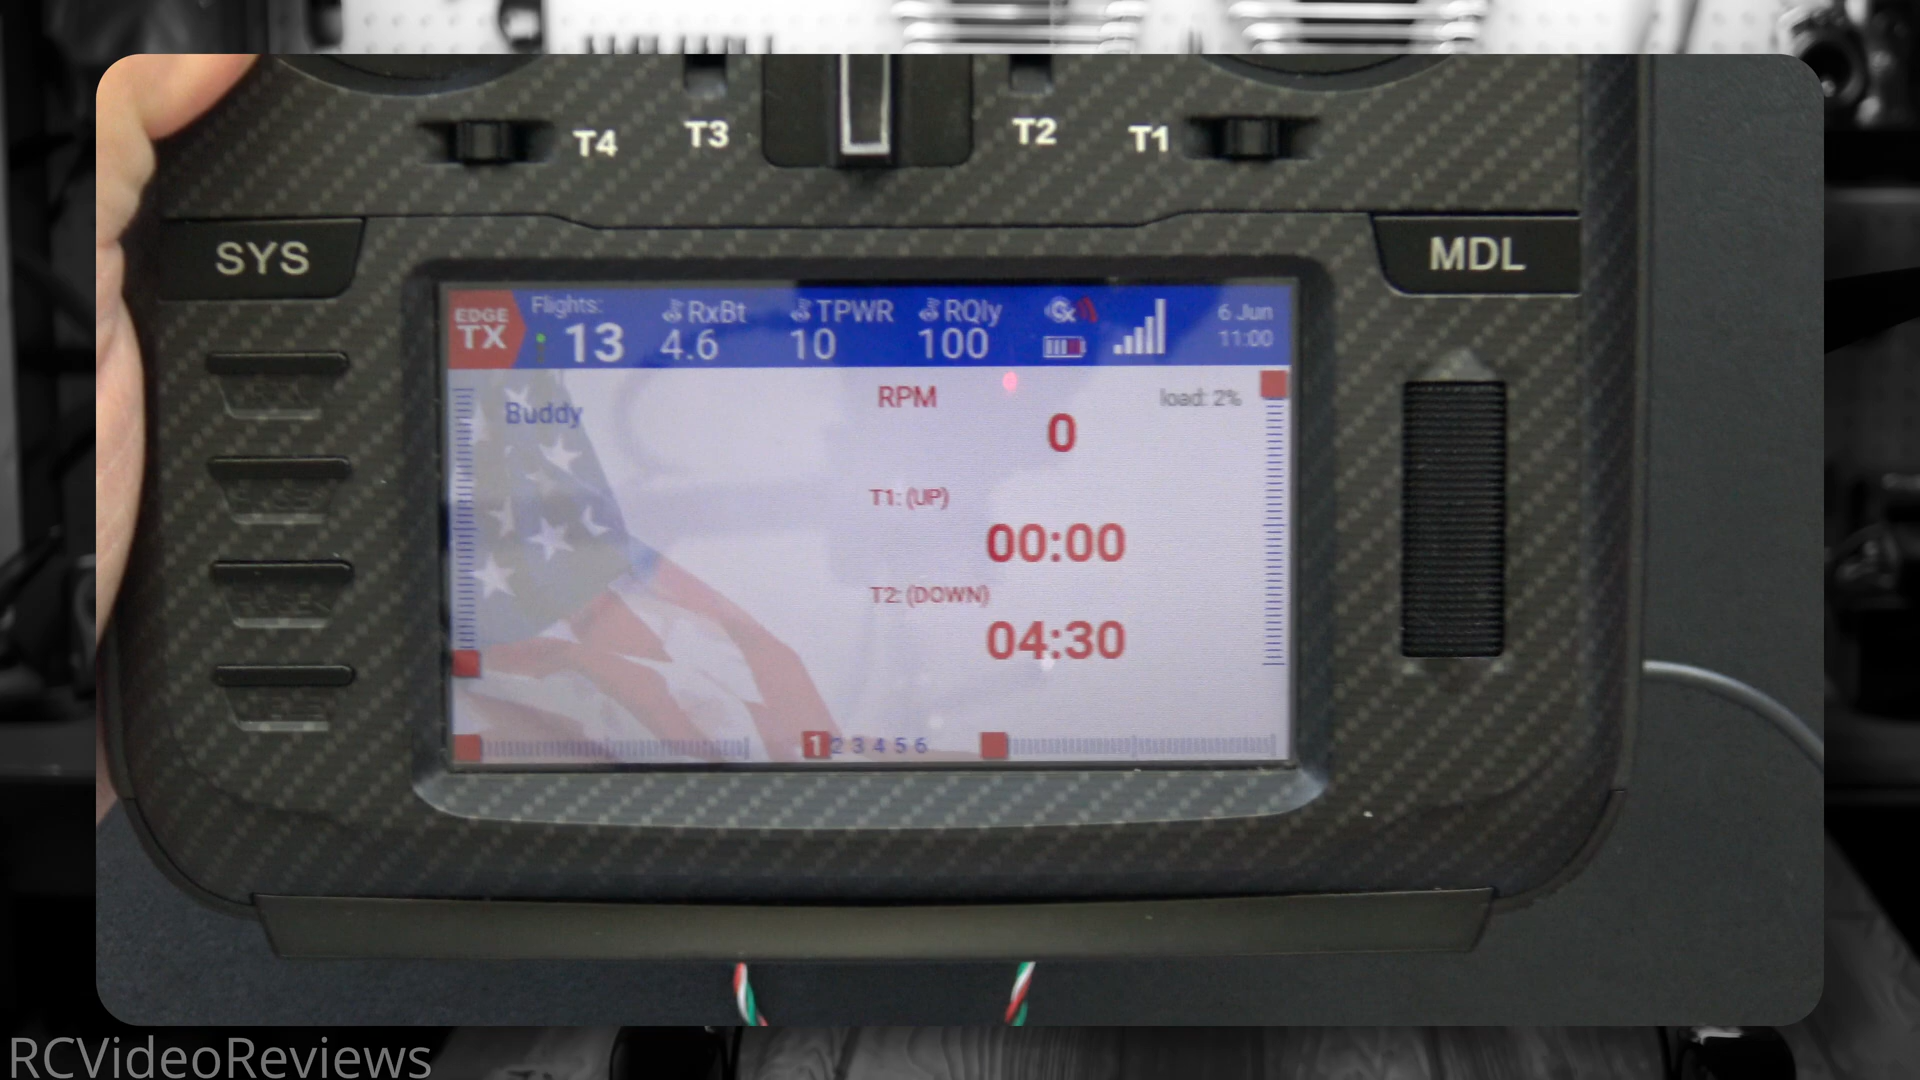 T4
T3
T2
T1
SYS
MDL
EDGE
TX
Flights:
13
RxBt
4.6
TPWR
10
RQly
100
6 Jun
11:00
Buddy
RPM
0
load: 2%
T1: (UP)
00:00
T2: (DOWN)
04:30
1 2 3 4 5 6
RCVideoReviews